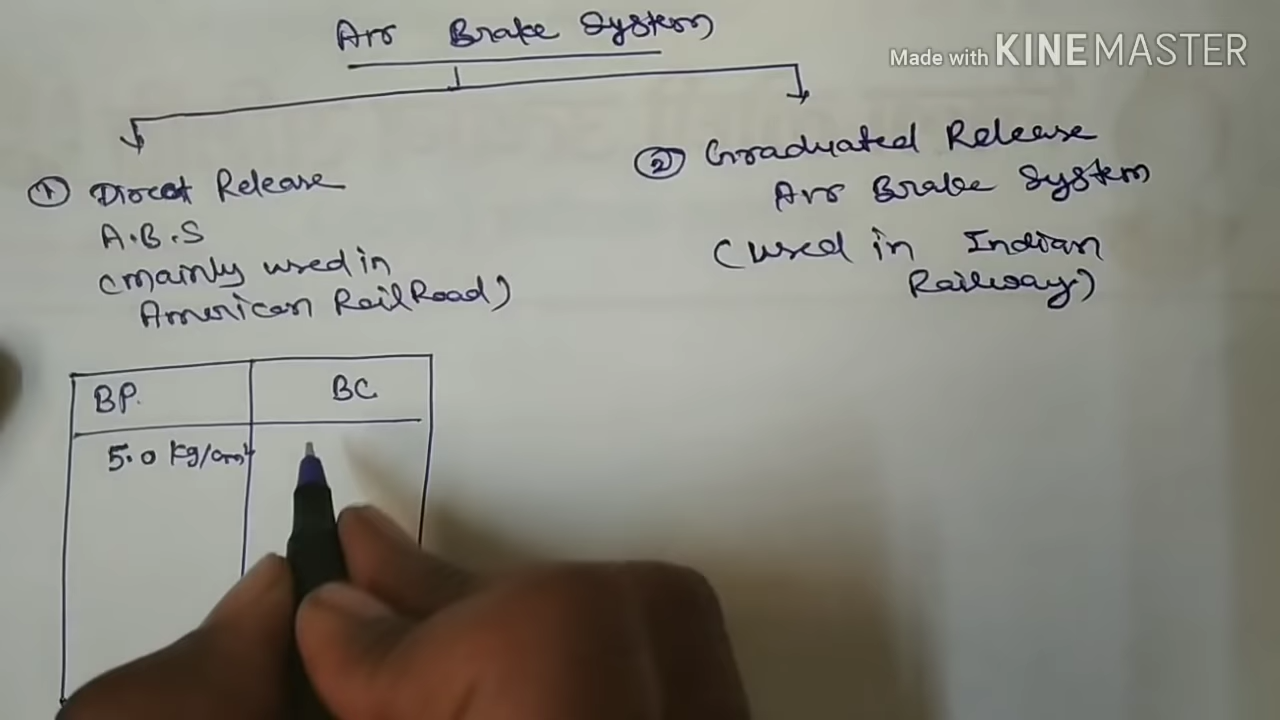 Air Brake System
Made with KINEMASTER
① Direct Release
A.B.S
(mainly used in
American RailRoad)
② Graduated Release
Air Brake System
(used in Indian
Railway)
BP. BC
5.0 kg/cm²